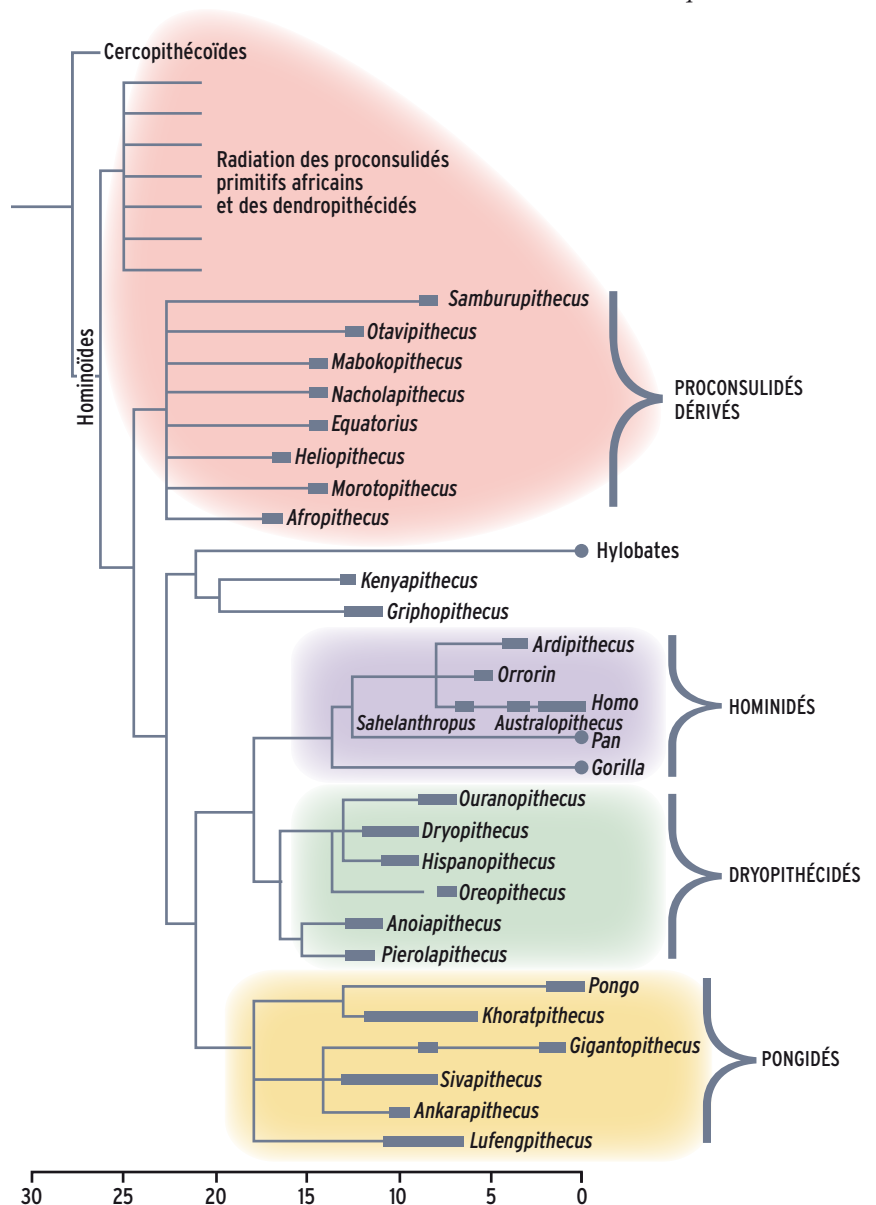 Cercopithécoïdes
Radiation des proconsulidés
primitifs africains
et des dendropithécidés
Hominoïdes
Samburupithecus
Otavipithecus
Mabokopithecus
Nacholapithecus
Equatorius
Heliopithecus
Morotopithecus
Afropithecus
PROCONSULIDÉS
DÉRIVÉS
Hylobates
Kenyapithecus
Griphopithecus
Ardipithecus
Orrorin
Homo
Sahelanthropus
Australopithecus
Pan
Gorilla
HOMINIDÉS
Ouranopithecus
Dryopithecus
Hispanopithecus
Oreopithecus
Anoiapithecus
Pierolapithecus
DRYOPITHÉCIDÉS
Pongo
Khoratpithecus
Gigantopithecus
Sivapithecus
Ankarapithecus
Lufengpithecus
PONGIDÉS
30 25 20 15 10 5 0